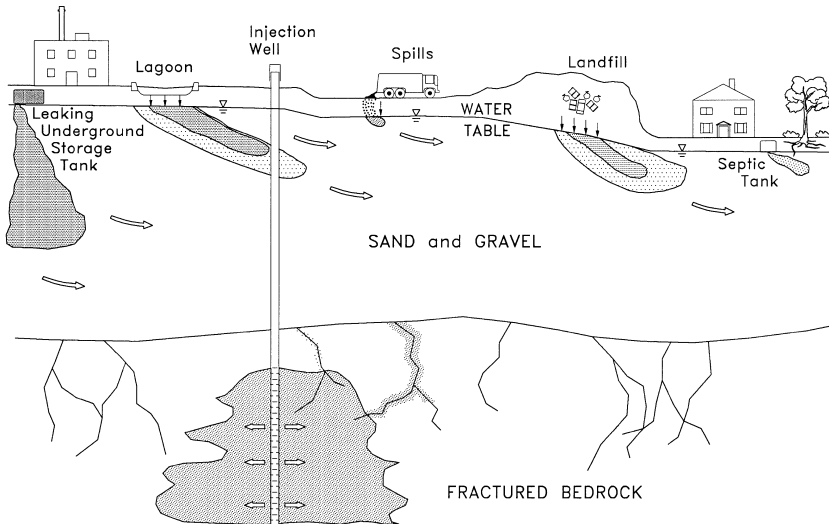 Injection
Well
Lagoon
Spills
Landfill
Leaking
Underground
Storage
Tank
WATER
TABLE
Septic
Tank
SAND and GRAVEL
FRACTURED BEDROCK